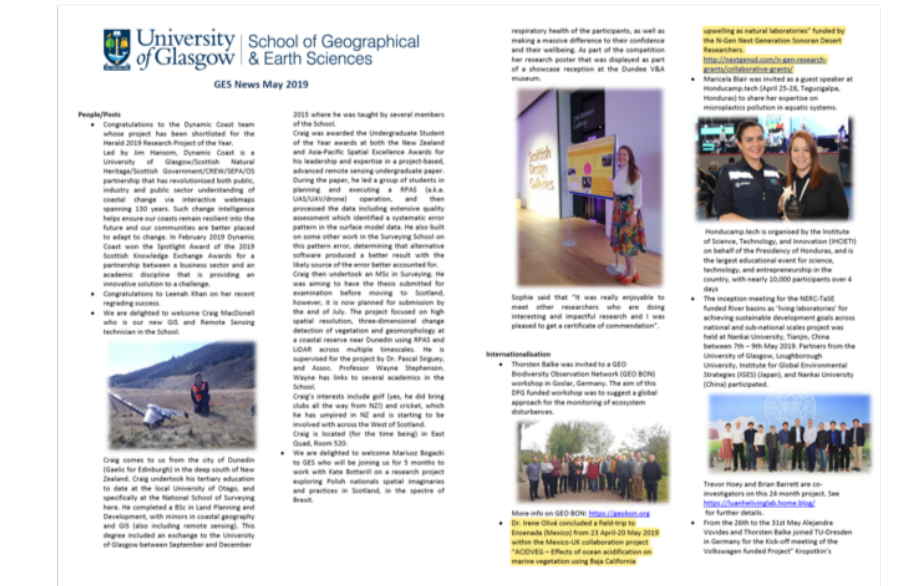 University
of Glasgow
School of Geographical
& Earth Sciences
GES News May 2019
People/Posts
• Congratulations to the Dynamic Coast team
whose project has been shortlisted for the
Herald 2019 Research Project of the Year.
Led by Jim Hansom, Dynamic Coast is a
University of Glasgow/Scottish Natural
Heritage/Scottish Government/CREW/SEPA/OS
partnership that has revolutionised both public,
industry and public sector understanding of
coastal change via interactive webmaps
spanning 130 years. Such change intelligence
helps ensure our coasts remain resilient into the
future and our communities are better placed
to adapt to change. In February 2019 Dynamic
Coast won the Spotlight Award of the 2019
Scottish Knowledge Exchange Awards for a
partnership between a business sector and an
academic discipline that is providing an
innovative solution to a challenge.
• Congratulations to Leenah Khan on her recent
regrading success.
• We are delighted to welcome Craig MacDonell
who is our new GIS and Remote Sensing
technician in the School.
Craig comes to us from the city of Dunedin
(Gaelic for Edinburgh) in the deep south of New
Zealand. Craig undertook his tertiary education
to date at the local University of Otago, and
specifically at the National School of Surveying
here. He completed a BSc in Land Planning and
Development, with minors in coastal geography
and GIS (also including remote sensing). This
degree included an exchange to the University
of Glasgow between September and December
2015 where he was taught by several members
of the School.
Craig was awarded the Undergraduate Student
of the Year awards at both the New Zealand
and Asia-Pacific Spatial Excellence Awards for
his leadership and expertise in a project-based,
advanced remote sensing undergraduate paper.
During the paper, he led a group of students in
planning and executing a RPAS (a.k.a.
UAS/UAV/drone) operation, and then
processed the data including extensive quality
assessment which identified a systematic error
pattern in the surface model data. He also built
on some other work in the Surveying School on
this pattern error, determining that alternative
software produced a better result with the
likely source of the error better accounted for.
Craig then undertook an MSc in Surveying. He
was aiming to have the thesis submitted for
examination before moving to Scotland,
however, it is now planned for submission by
the end of July. The project focused on high
spatial resolution, three-dimensional change
detection of vegetation and geomorphology at
a coastal reserve near Dunedin using RPAS and
LiDAR across multiple timescales. He is
supervised for the project by Dr. Pascal Sirguey,
and Assoc. Professor Wayne Stephenson.
Wayne has links to several academics in the
School.
Craig's interests include golf (yes, he did bring
clubs all the way from NZ!) and cricket, which
he has umpired in NZ and is starting to be
involved with across the West of Scotland.
Craig is located (for the time being) in East
Quad, Room 520.
• We are delighted to welcome Mariusz Bogacki
to GES who will be joining us for 5 months to
work with Kate Botterill on a research project
exploring Polish nationals spatial imaginaries
and practices in Scotland, in the spectre of
Brexit.
respiratory health of the participants, as well as
making a massive difference to their confidence
and their wellbeing. As part of the competition
her research poster that was displayed as part
of a showcase reception at the Dundee V&A
museum.
Scottish
Design
Galleries
Sophie said that "It was really enjoyable to
meet other researchers who are doing
interesting and impactful research and I was
pleased to get a certificate of commendation".
Internationalisation
• Thorsten Balke was invited to a GEO
Biodiversity Observation Network (GEO BON)
workshop in Goslar, Germany. The aim of this
DFG funded workshop was to suggest a global
approach for the monitoring of ecosystem
disturbances.
More info on GEO BON: https://geobon.org
• Dr. Irene Olivé concluded a field-trip to
Ensenada (Mexico) from 23 April-20 May 2019
within the Mexico-UK collaboration project
"ACIDVEG – Effects of ocean acidification on
marine vegetation using Baja California
upwelling as natural laboratories" funded by
the N-Gen Next Generation Sonoran Desert
Researchers.
http://nextgensd.com/n-gen-research-
grants/collaborative-grants/
• Maricela Blair was invited as a guest speaker at
Honducamp.tech (April 25-28, Tegucigalpa,
Honduras) to share her expertise on
microplastics pollution in aquatic systems.
Honducamp.tech is organised by the Institute
of Science, Technology, and Innovation (IHCIETI)
on behalf of the Presidency of Honduras, and is
the largest educational event for science,
technology, and entrepreneurship in the
country, with nearly 10,000 participants over 4
days
• The inception meeting for the NERC-TaSE
funded River basins as 'living laboratories' for
achieving sustainable development goals across
national and sub-national scales project was
held at Nankai University, Tianjin, China
between 7th – 9th May 2019. Partners from the
University of Glasgow, Loughborough
University, Institute for Global Environmental
Strategies (IGES) (Japan), and Nankai University
(China) participated.
Trevor Hoey and Brian Barrett are co-
investigators on this 24 month project. See
https://luanhelivinglab.home.blog/
for further details.
• From the 26th to the 31st May Alejandra
Vovides and Thorsten Balke joined TU-Dresden
in Germany for the Kick-off meeting of the
Volkswagen funded Project" Kropotkin's